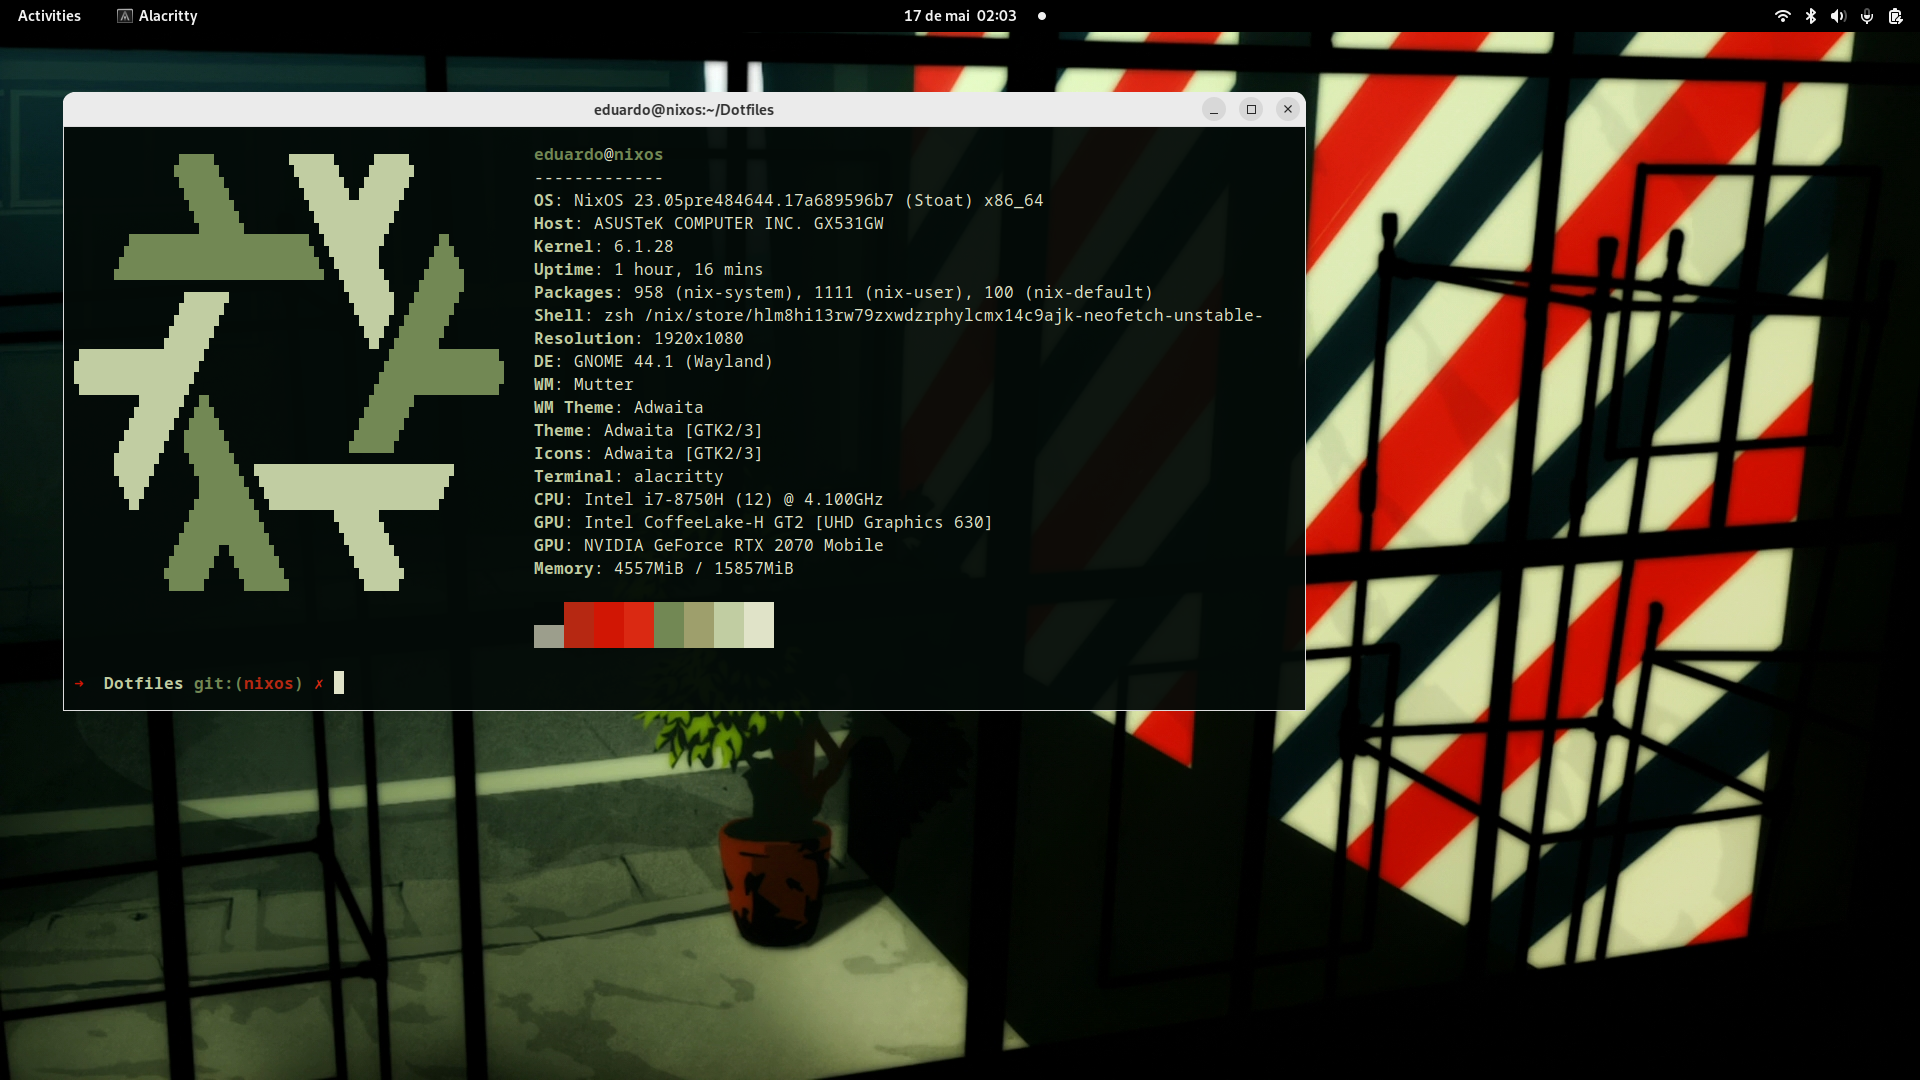 Activities Alacritty 17 de mai 02:03
eduardo@nixos:~/Dotfiles
eduardo@nixos
-------------
OS: NixOS 23.05pre484644.17a689596b7 (Stoat) x86_64
Host: ASUSTeK COMPUTER INC. GX531GW
Kernel: 6.1.28
Uptime: 1 hour, 16 mins
Packages: 958 (nix-system), 1111 (nix-user), 100 (nix-default)
Shell: zsh /nix/store/hlm8hi13rw79zxwdzrphylcmx14c9ajk-neofetch-unstable-
Resolution: 1920x1080
DE: GNOME 44.1 (Wayland)
WM: Mutter
WM Theme: Adwaita
Theme: Adwaita [GTK2/3]
Icons: Adwaita [GTK2/3]
Terminal: alacritty
CPU: Intel i7-8750H (12) @ 4.100GHz
GPU: Intel CoffeeLake-H GT2 [UHD Graphics 630]
GPU: NVIDIA GeForce RTX 2070 Mobile
Memory: 4557MiB / 15857MiB
➜ Dotfiles git:(nixos) ✗